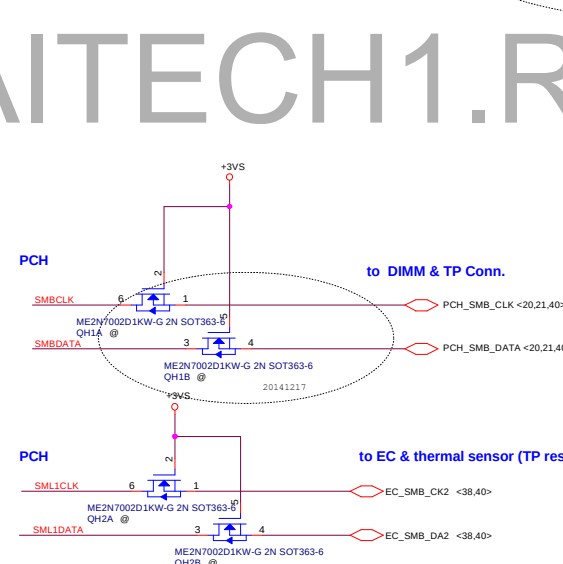 AITECH1.R
+3VS
PCH
to DIMM & TP Conn.
2
SMBCLK
6
1
PCH_SMB_CLK <20,21,40>
ME2N7002D1KW-G 2N SOT363-6
QH1A @
5
SMBDATA
3
4
PCH_SMB_DATA <20,21,40
ME2N7002D1KW-G 2N SOT363-6
QH1B @
20141217
+3VS
PCH
to EC & thermal sensor (TP res
2
SML1CLK
6
1
EC_SMB_CK2 <38,40>
ME2N7002D1KW-G 2N SOT363-6
QH2A @
5
SML1DATA
3
4
EC_SMB_DA2 <38,40>
ME2N7002D1KW-G 2N SOT363-6
QH2B @